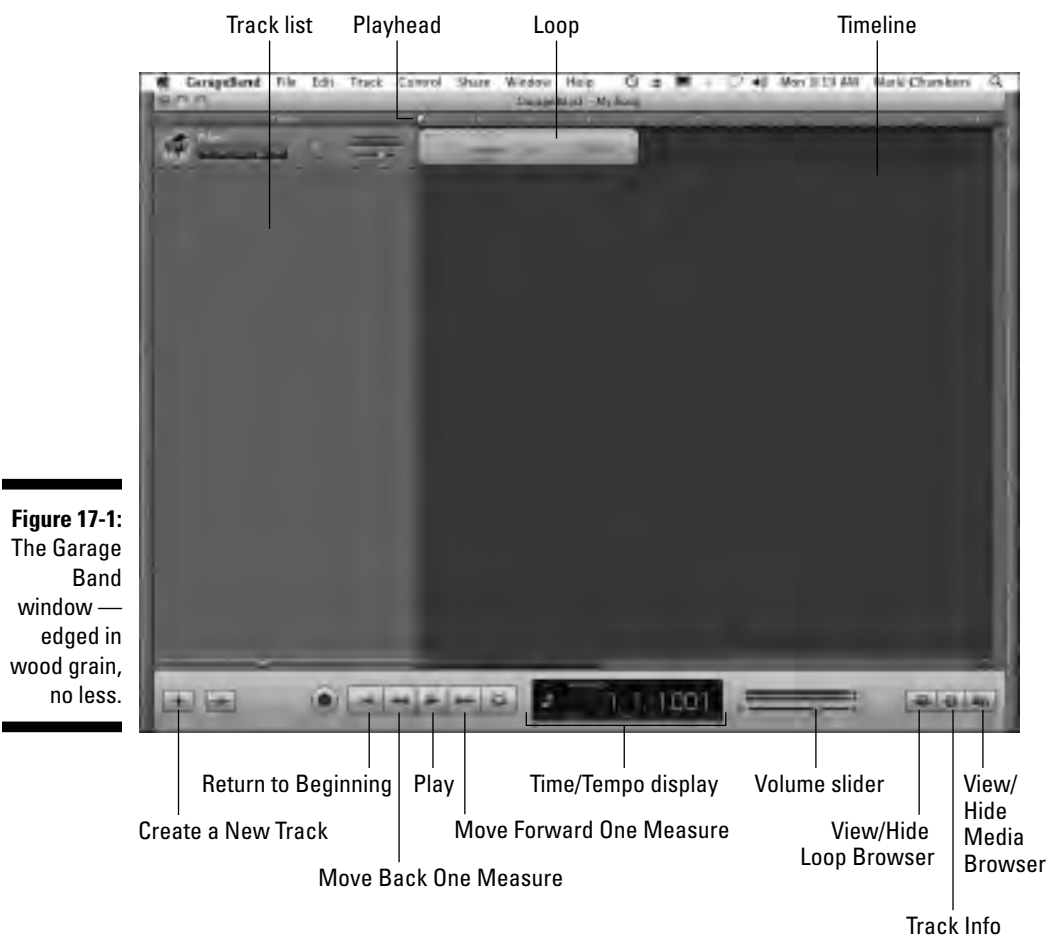 Track list Playhead Loop Timeline
GarageBand File Edit Track Control Share Window Help Mon 8:19 AM Mark Chambers
GarageBand - My Song
Figure 17-1:
The Garage
Band
window —
edged in
wood grain,
no less.
1. 1. 1.001
Return to Beginning Play Time/Tempo display Volume slider View/
Hide
Media
Browser
Create a New Track Move Forward One Measure View/Hide
Loop Browser
Move Back One Measure
Track Info